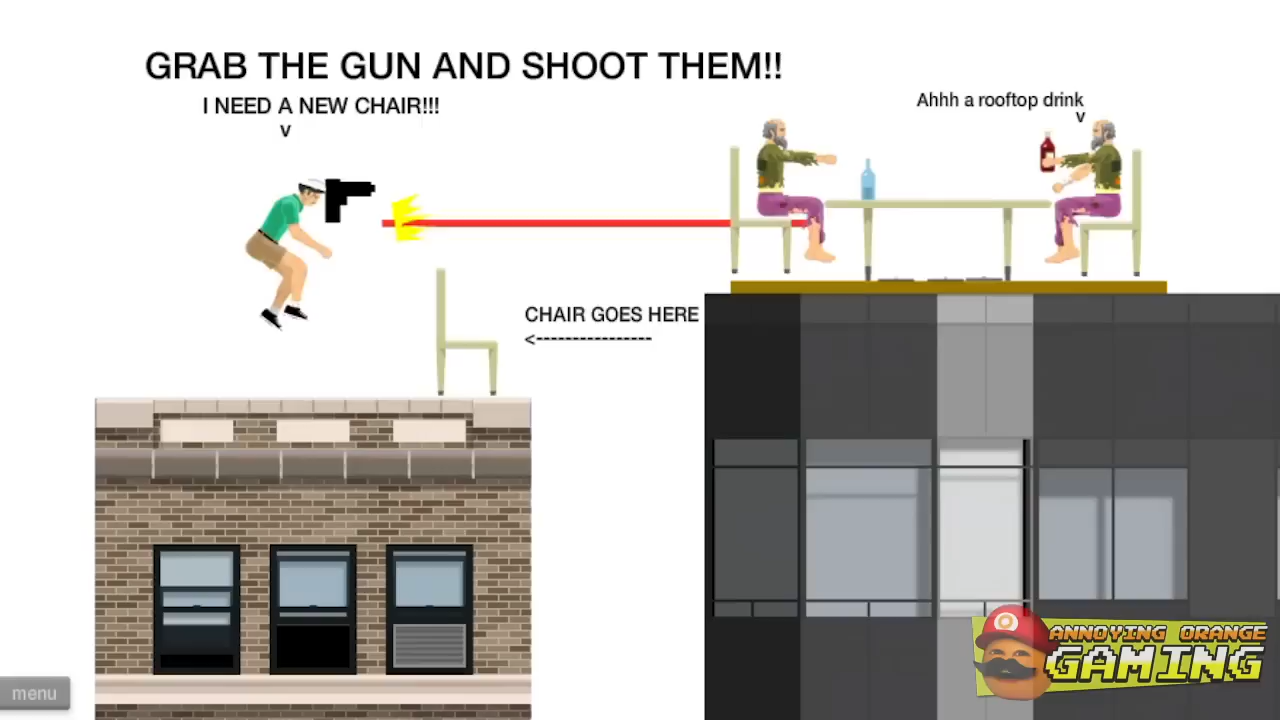 GRAB THE GUN AND SHOOT THEM!!
I NEED A NEW CHAIR!!!
v
Ahhh a rooftop drink
v
CHAIR GOES HERE
<----------------
menu
ANNOYING ORANGE
GAMING